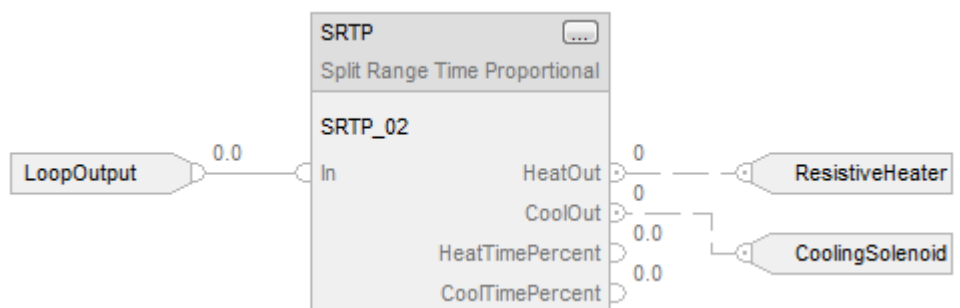 SRTP ...
Split Range Time Proportional
SRTP_02
LoopOutput 0.0 In HeatOut 0 ResistiveHeater
CoolOut 0
HeatTimePercent 0.0 CoolingSolenoid
CoolTimePercent 0.0